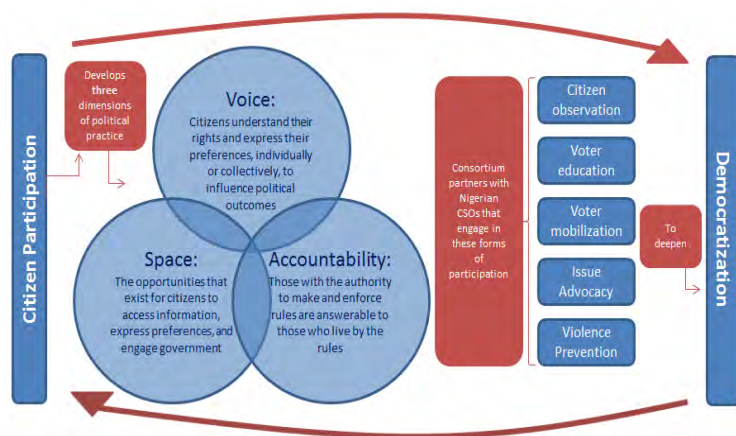 Citizen Participation
Develops
three
dimensions
of political
practice
Voice:
Citizens understand their
rights and express their
preferences, individually
or collectively, to
influence political
outcomes
Space:
The opportunities that
exist for citizens to
access information,
express preferences, and
engage government
Accountability:
Those with the authority
to make and enforce
rules are answerable to
those who live by the
rules
Consortium
partners with
Nigerian
CSOs that
engage in
these forms
of
participation
Citizen
observation
Voter
education
Voter
mobilization
Issue
Advocacy
Violence
Prevention
To
deepen
Democratization